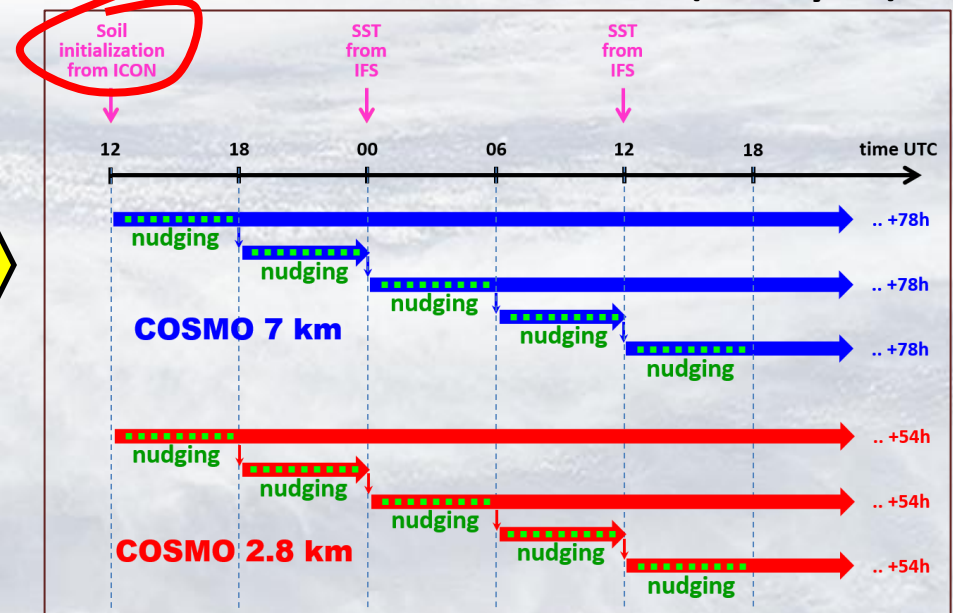 Soil
initialization
from ICON
SST
from
IFS
SST
from
IFS
12 18 00 06 12 18 time UTC
nudging
.. +78h
nudging
nudging
.. +78h
COSMO 7 km
nudging
nudging
.. +78h
nudging
.. +54h
nudging
nudging
.. +54h
COSMO 2.8 km
nudging
nudging
.. +54h